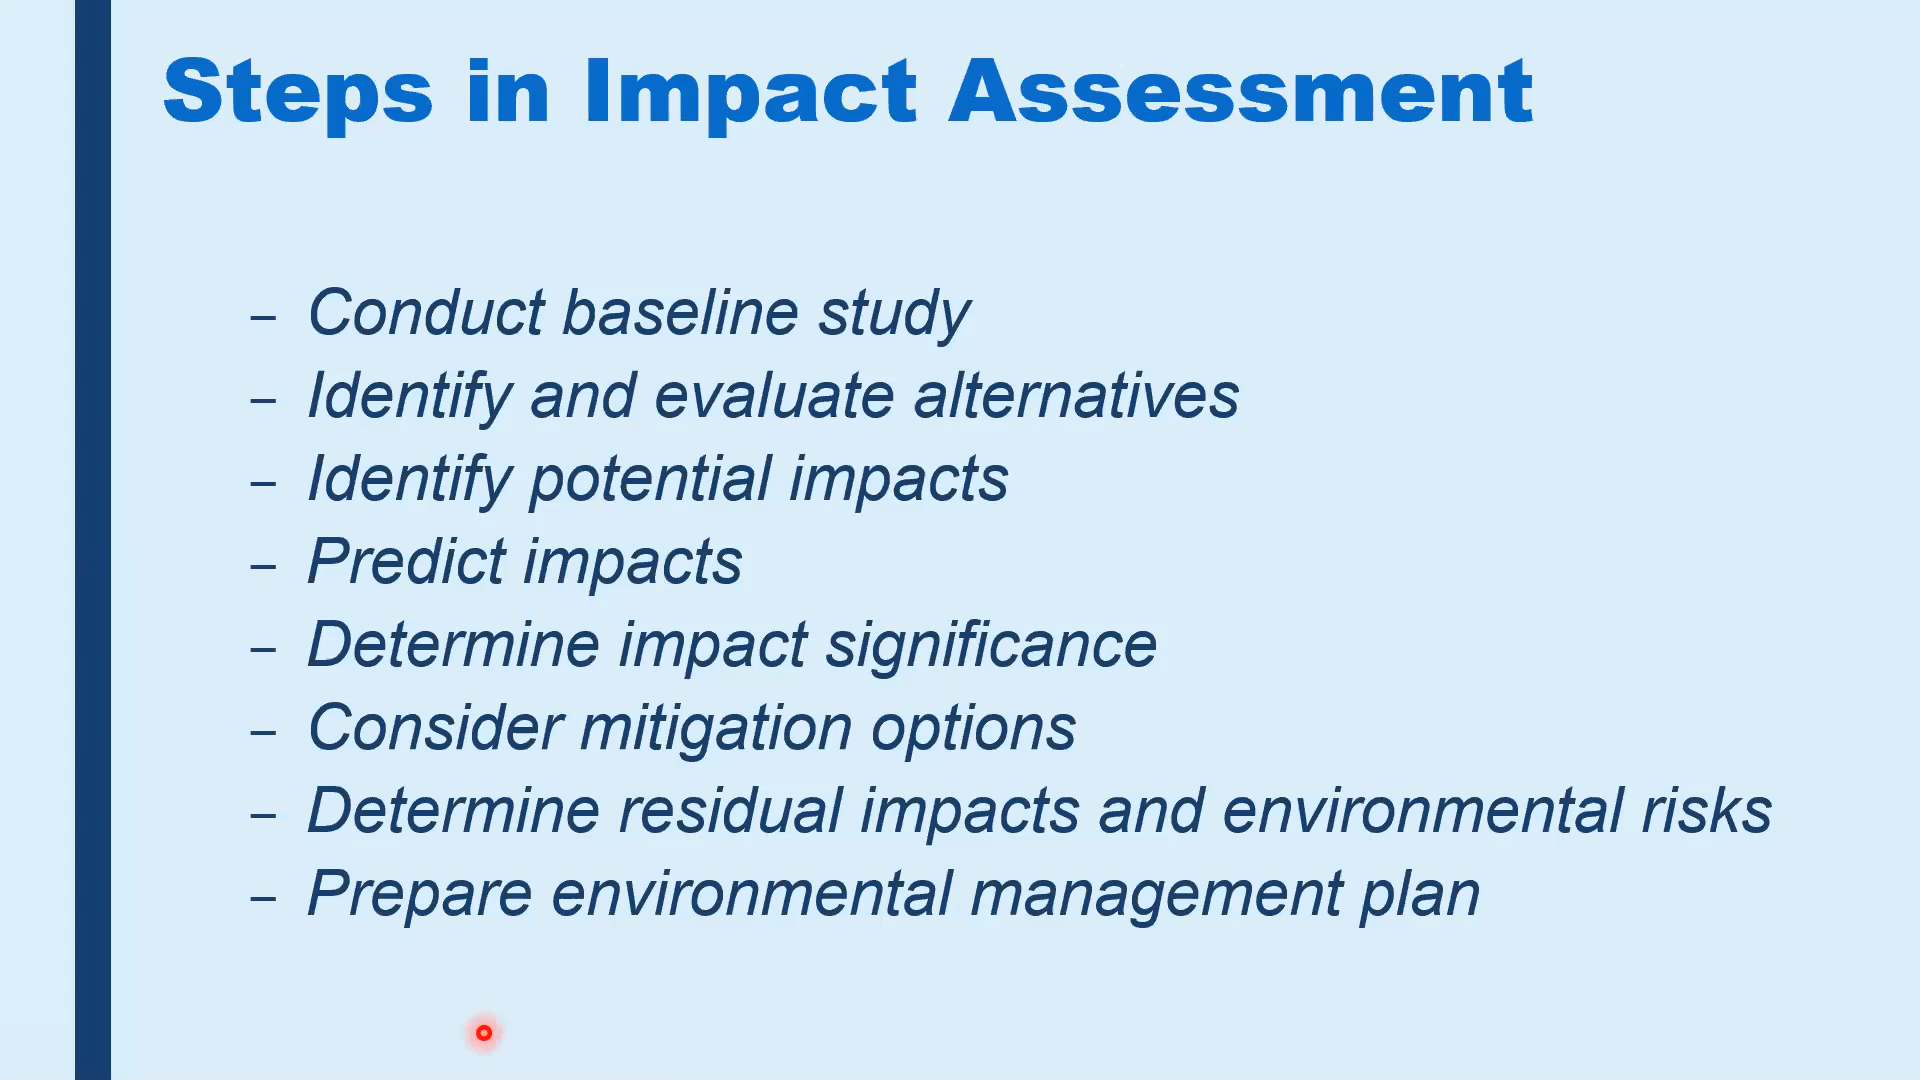 Steps in Impact Assessment
– Conduct baseline study
– Identify and evaluate alternatives
– Identify potential impacts
– Predict impacts
– Determine impact significance
– Consider mitigation options
– Determine residual impacts and environmental risks
– Prepare environmental management plan